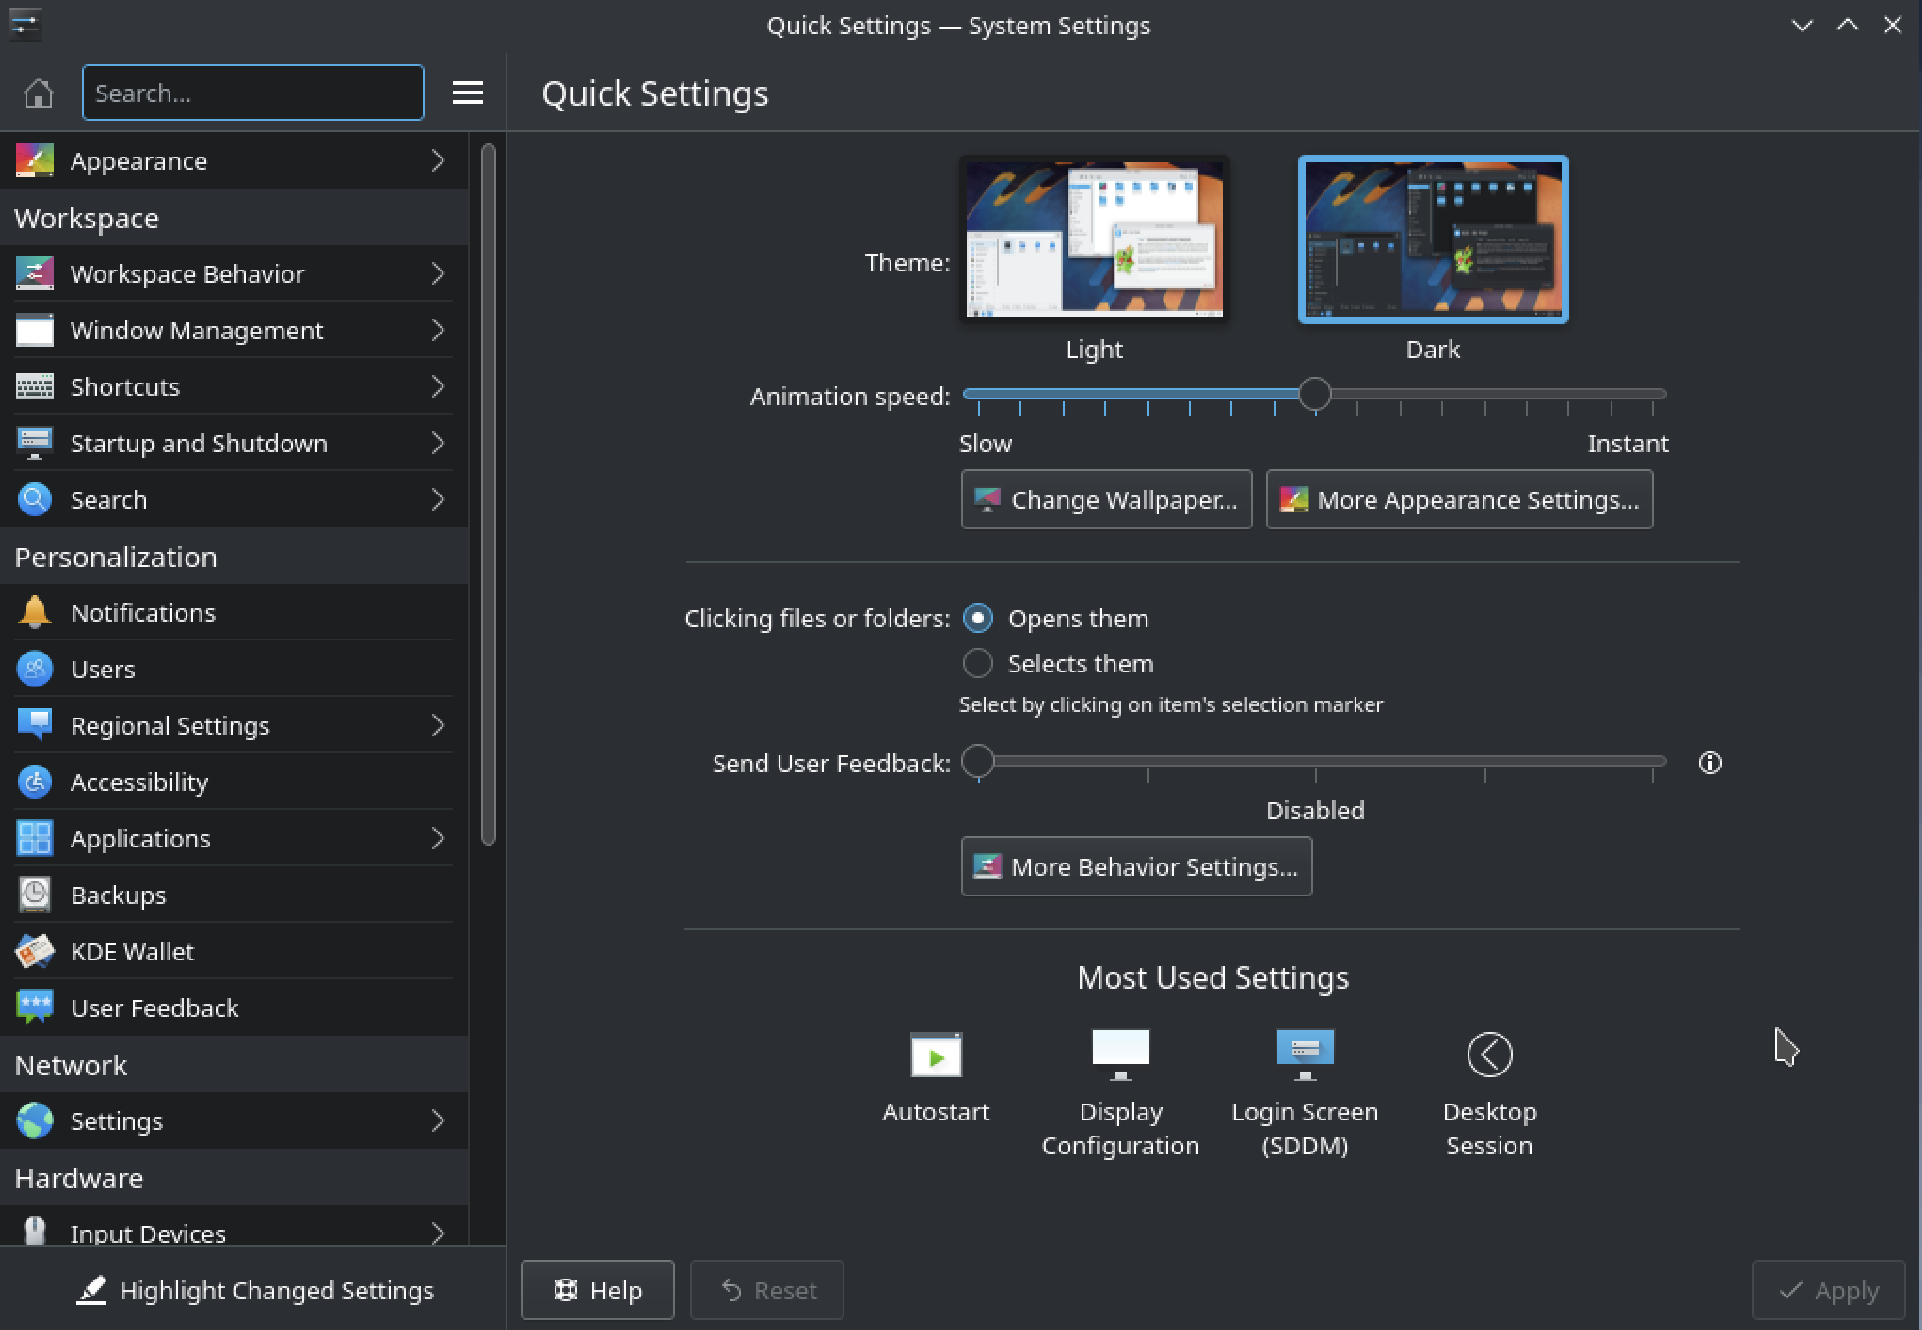 Quick Settings — System Settings
Search...
Quick Settings
Appearance
Workspace
Workspace Behavior
Window Management
Shortcuts
Startup and Shutdown
Search
Personalization
Notifications
Users
Regional Settings
Accessibility
Applications
Backups
KDE Wallet
User Feedback
Network
Settings
Hardware
Input Devices
Highlight Changed Settings
Theme:
Light
Dark
Animation speed:
Slow
Instant
Change Wallpaper...
More Appearance Settings...
Clicking files or folders:
Opens them
Selects them
Select by clicking on item's selection marker
Send User Feedback:
Disabled
More Behavior Settings...
Most Used Settings
Autostart
Display
Configuration
Login Screen
(SDDM)
Desktop
Session
Help
Reset
Apply